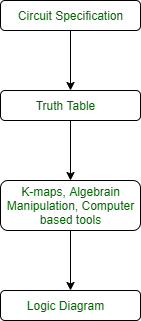 Circuit Specification
Truth Table
K-maps, Algebrain
Manipulation, Computer
based tools
Logic Diagram